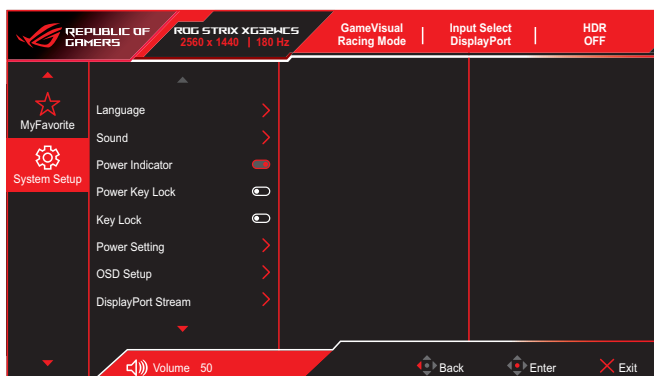 REPUBLIC OF
GAMERS
ROG STRIX XG32WCS
2560 x 1440 | 180 Hz
GameVisual
Racing Mode
Input Select
DisplayPort
HDR
OFF
MyFavorite
System Setup
Language
Sound
Power Indicator
Power Key Lock
Key Lock
Power Setting
OSD Setup
DisplayPort Stream
Volume 50
Back
Enter
Exit